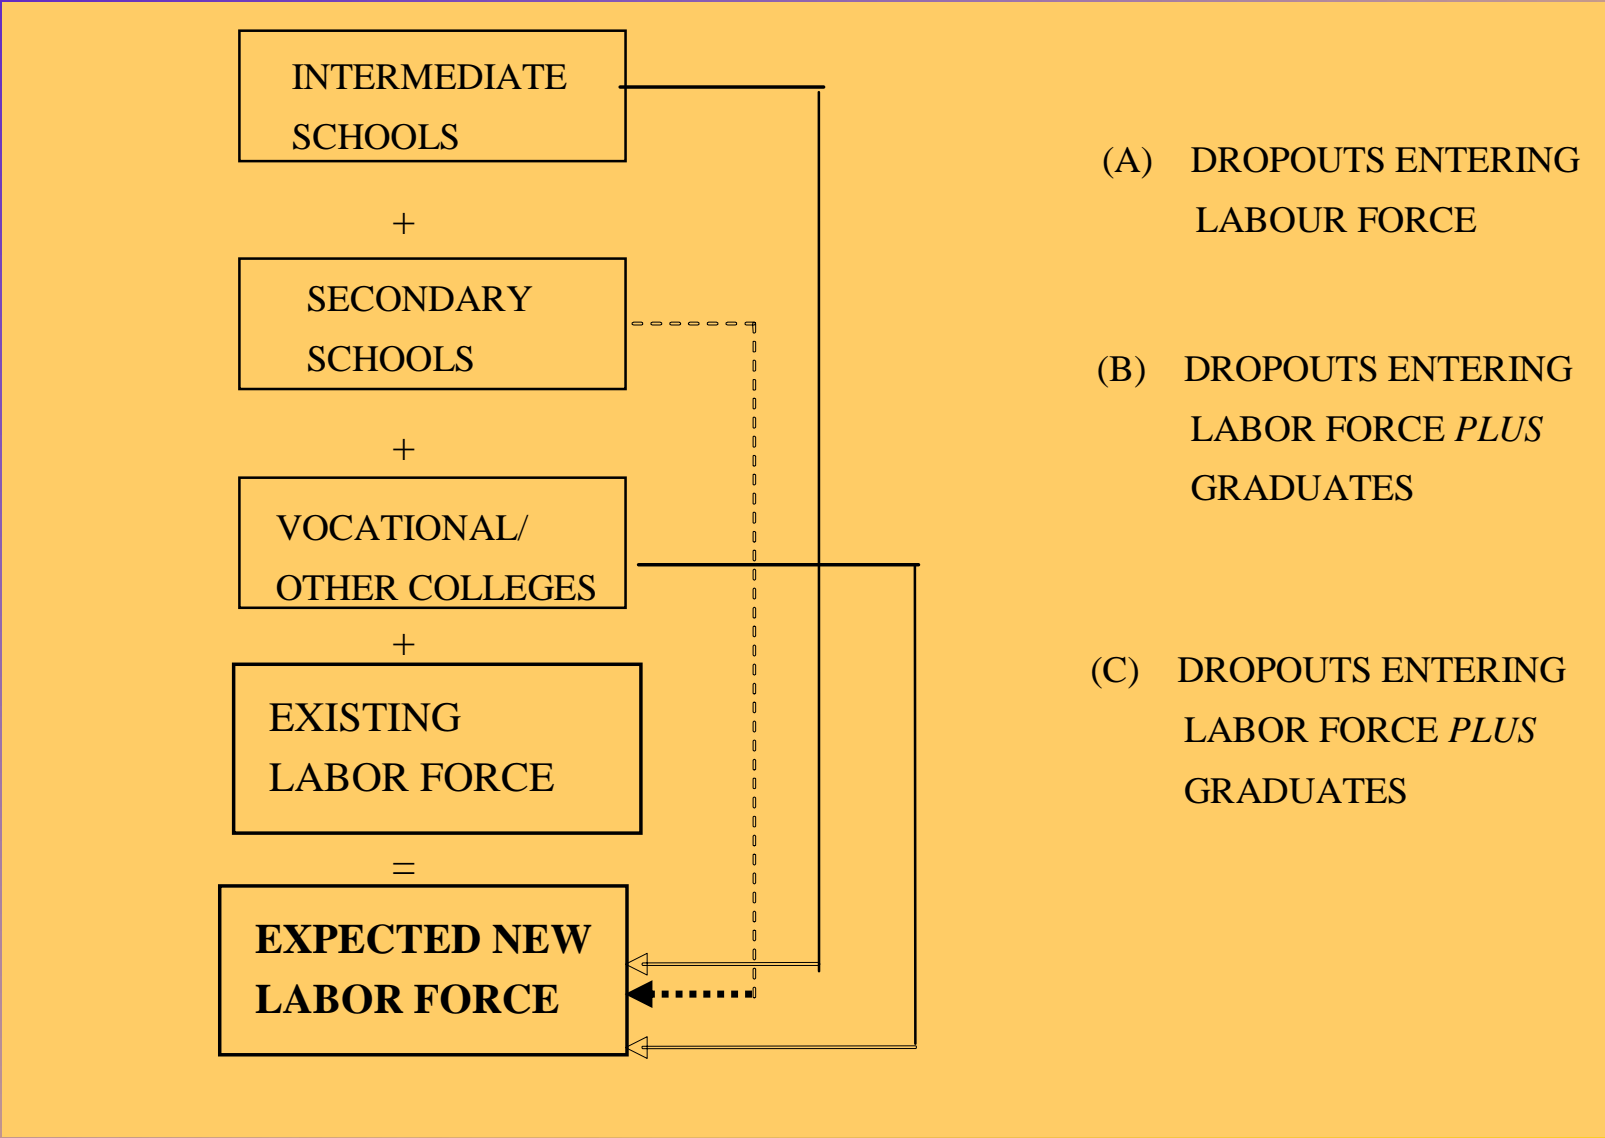 INTERMEDIATE
SCHOOLS
+
SECONDARY
SCHOOLS
+
VOCATIONAL/
OTHER COLLEGES
+
EXISTING
LABOR FORCE
=
EXPECTED NEW
LABOR FORCE
(A) DROPOUTS ENTERING
LABOUR FORCE
(B) DROPOUTS ENTERING
LABOR FORCE PLUS
GRADUATES
(C) DROPOUTS ENTERING
LABOR FORCE PLUS
GRADUATES